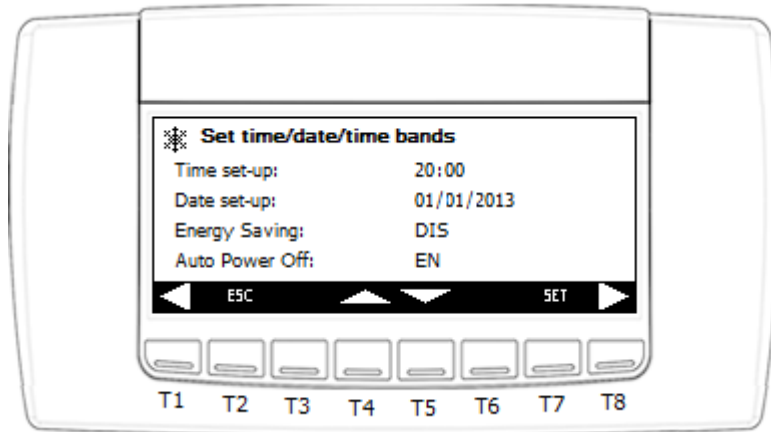 Set time/date/time bands
Time set-up: 20:00
Date set-up: 01/01/2013
Energy Saving: DIS
Auto Power Off: EN
ESC SET
T1 T2 T3 T4 T5 T6 T7 T8